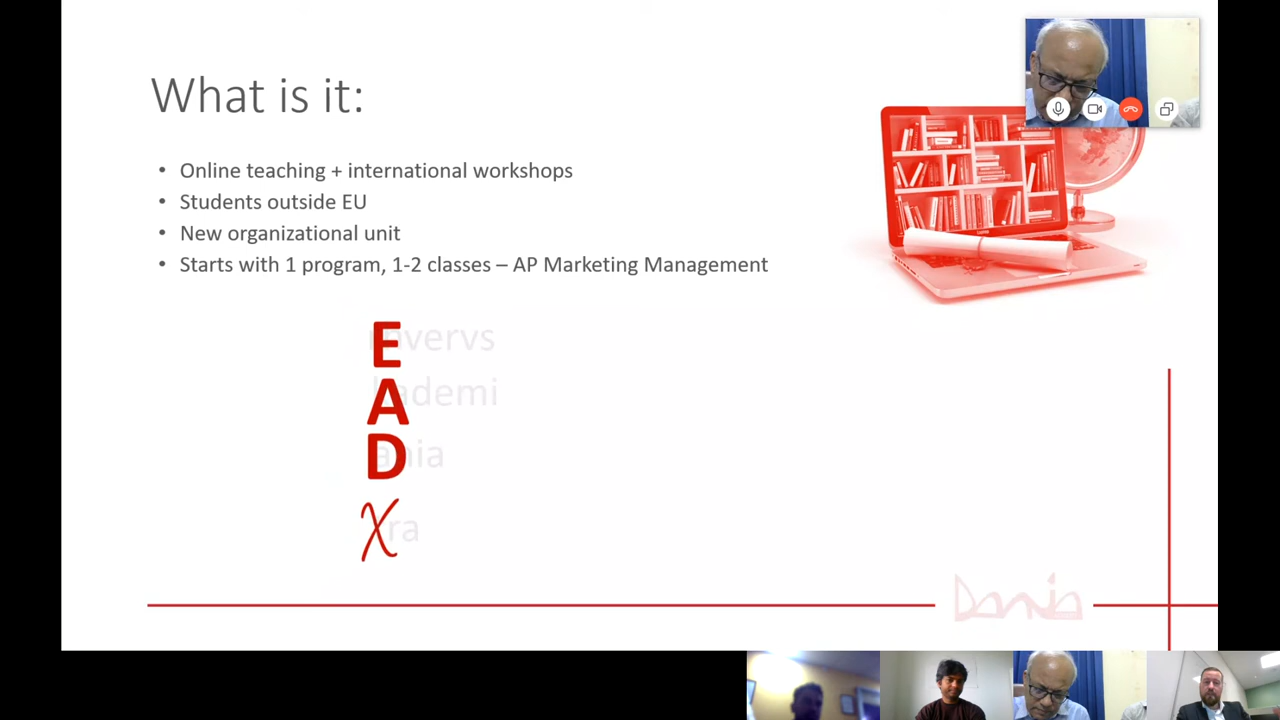 What is it:
• Online teaching + international workshops
• Students outside EU
• New organizational unit
• Starts with 1 program, 1-2 classes – AP Marketing Management
E
A
D
X
Dania